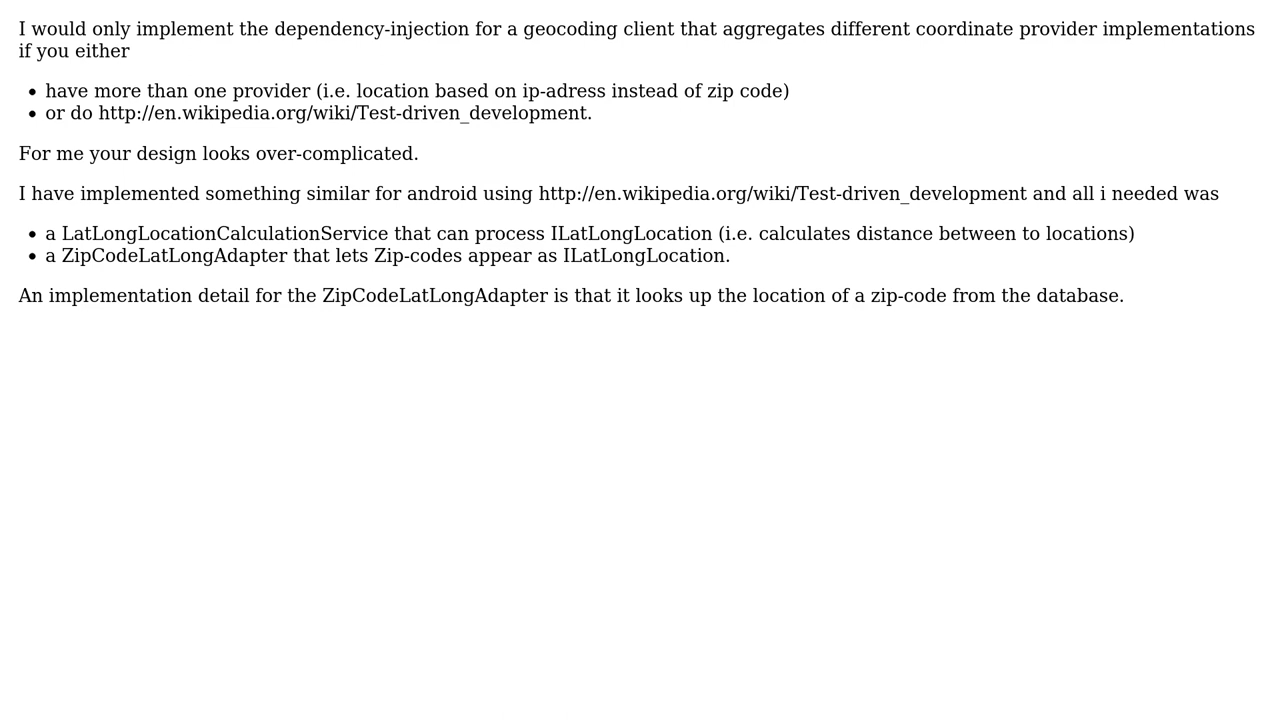 I would only implement the dependency-injection for a geocoding client that aggregates different coordinate provider implementations
if you either
• have more than one provider (i.e. location based on ip-adress instead of zip code)
• or do http://en.wikipedia.org/wiki/Test-driven_development.
For me your design looks over-complicated.
I have implemented something similar for android using http://en.wikipedia.org/wiki/Test-driven_development and all i needed was
• a LatLongLocationCalculationService that can process ILatLongLocation (i.e. calculates distance between to locations)
• a ZipCodeLatLongAdapter that lets Zip-codes appear as ILatLongLocation.
An implementation detail for the ZipCodeLatLongAdapter is that it looks up the location of a zip-code from the database.